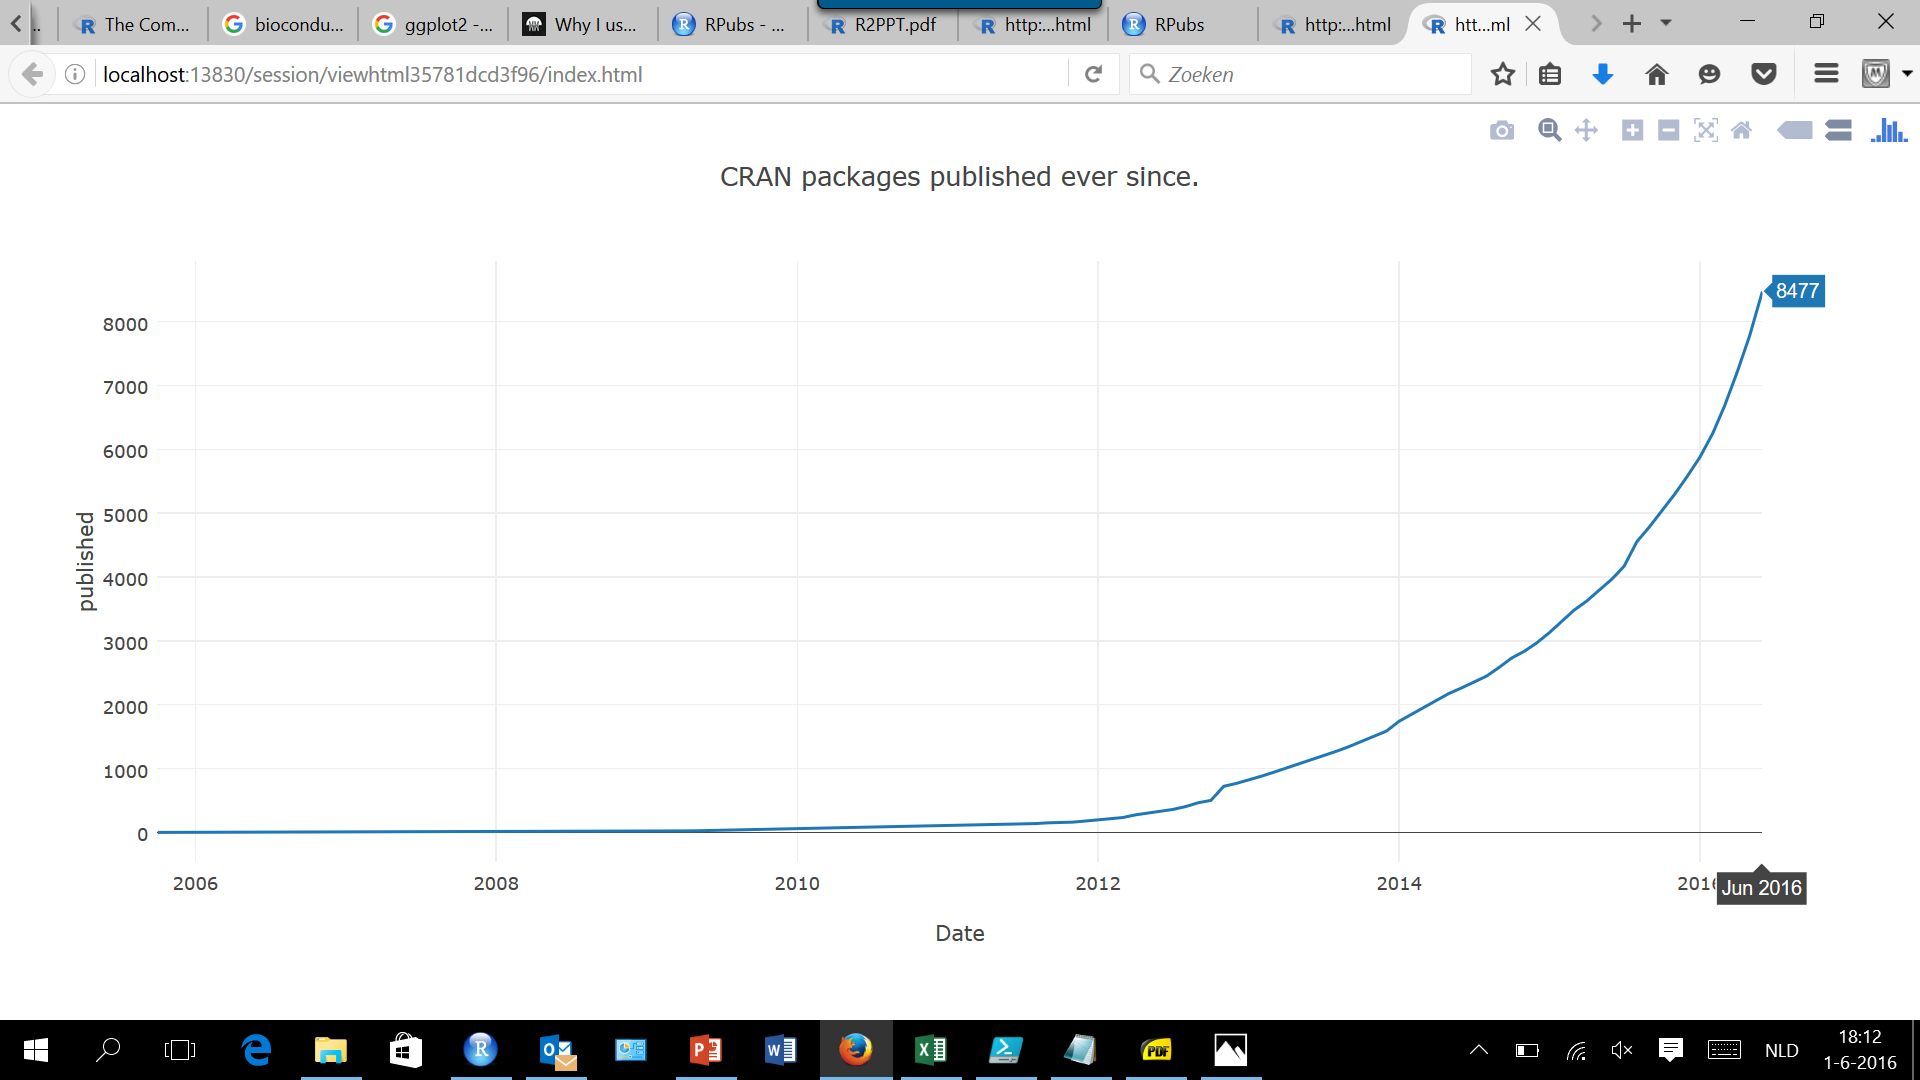 The Com...
biocondu...
ggplot2 -...
Why I us...
RPubs - ...
R2PPT.pdf
http:...html
RPubs
http:...html
htt...ml
localhost:13830/session/viewhtml35781dcd3f96/index.html
Zoeken
CRAN packages published ever since.
8477
8000
7000
6000
5000
4000
3000
2000
1000
0
published
2006
2008
2010
2012
2014
Jun 2016
Date
NLD
18:12
1-6-2016